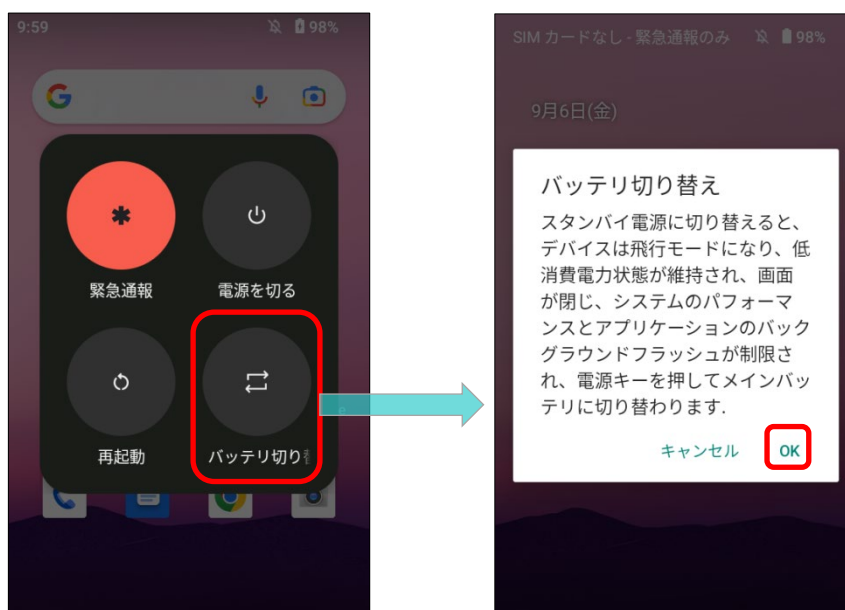 9:59
98%
緊急通報
電源を切る
再起動
バッテリ切り替
SIM カードなし - 緊急通報のみ
98%
9月6日(金)
バッテリ切り替え
スタンバイ電源に切り替えると、
デバイスは飛行モードになり、低
消費電力状態が維持され、画面
が閉じ、システムのパフォーマ
ンスとアプリケーションのバック
グラウンドフラッシュが制限さ
れ、電源キーを押してメインバッ
テリに切り替わります.
キャンセル
OK